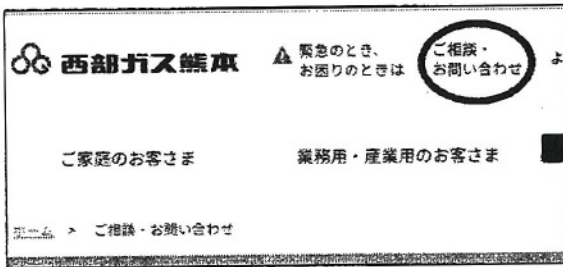 西部ガス熊本
緊急のとき、
お困りのときは
ご相談・
お問い合わせ
よ
ご家庭のお客さま
業務用・産業用のお客さま
ホーム > ご相談・お問い合わせ